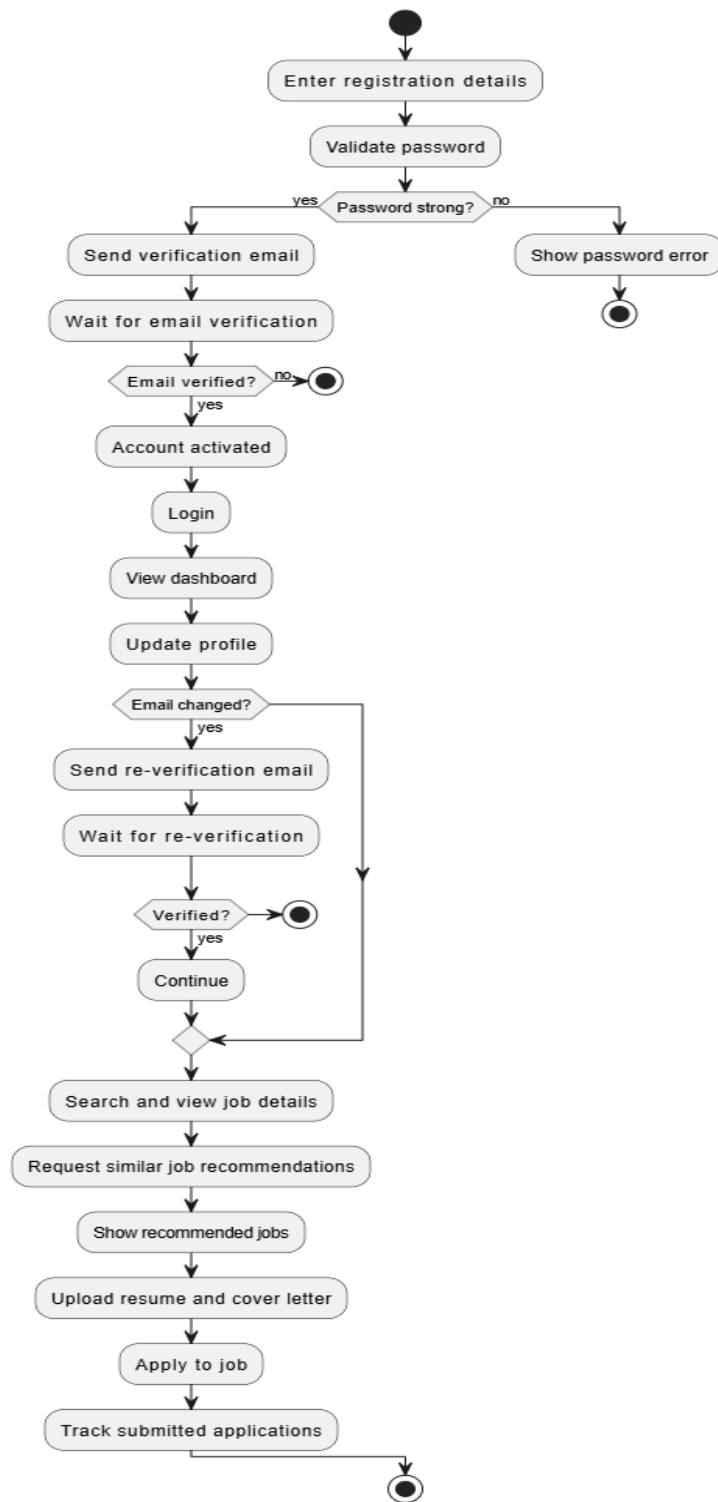 Enter registration details
Validate password
yes
Password strong?
no
Send verification email
Show password error
Wait for email verification
Email verified?
no
yes
Account activated
Login
View dashboard
Update profile
Email changed?
yes
Send re-verification email
Wait for re-verification
Verified?
yes
Continue
Search and view job details
Request similar job recommendations
Show recommended jobs
Upload resume and cover letter
Apply to job
Track submitted applications